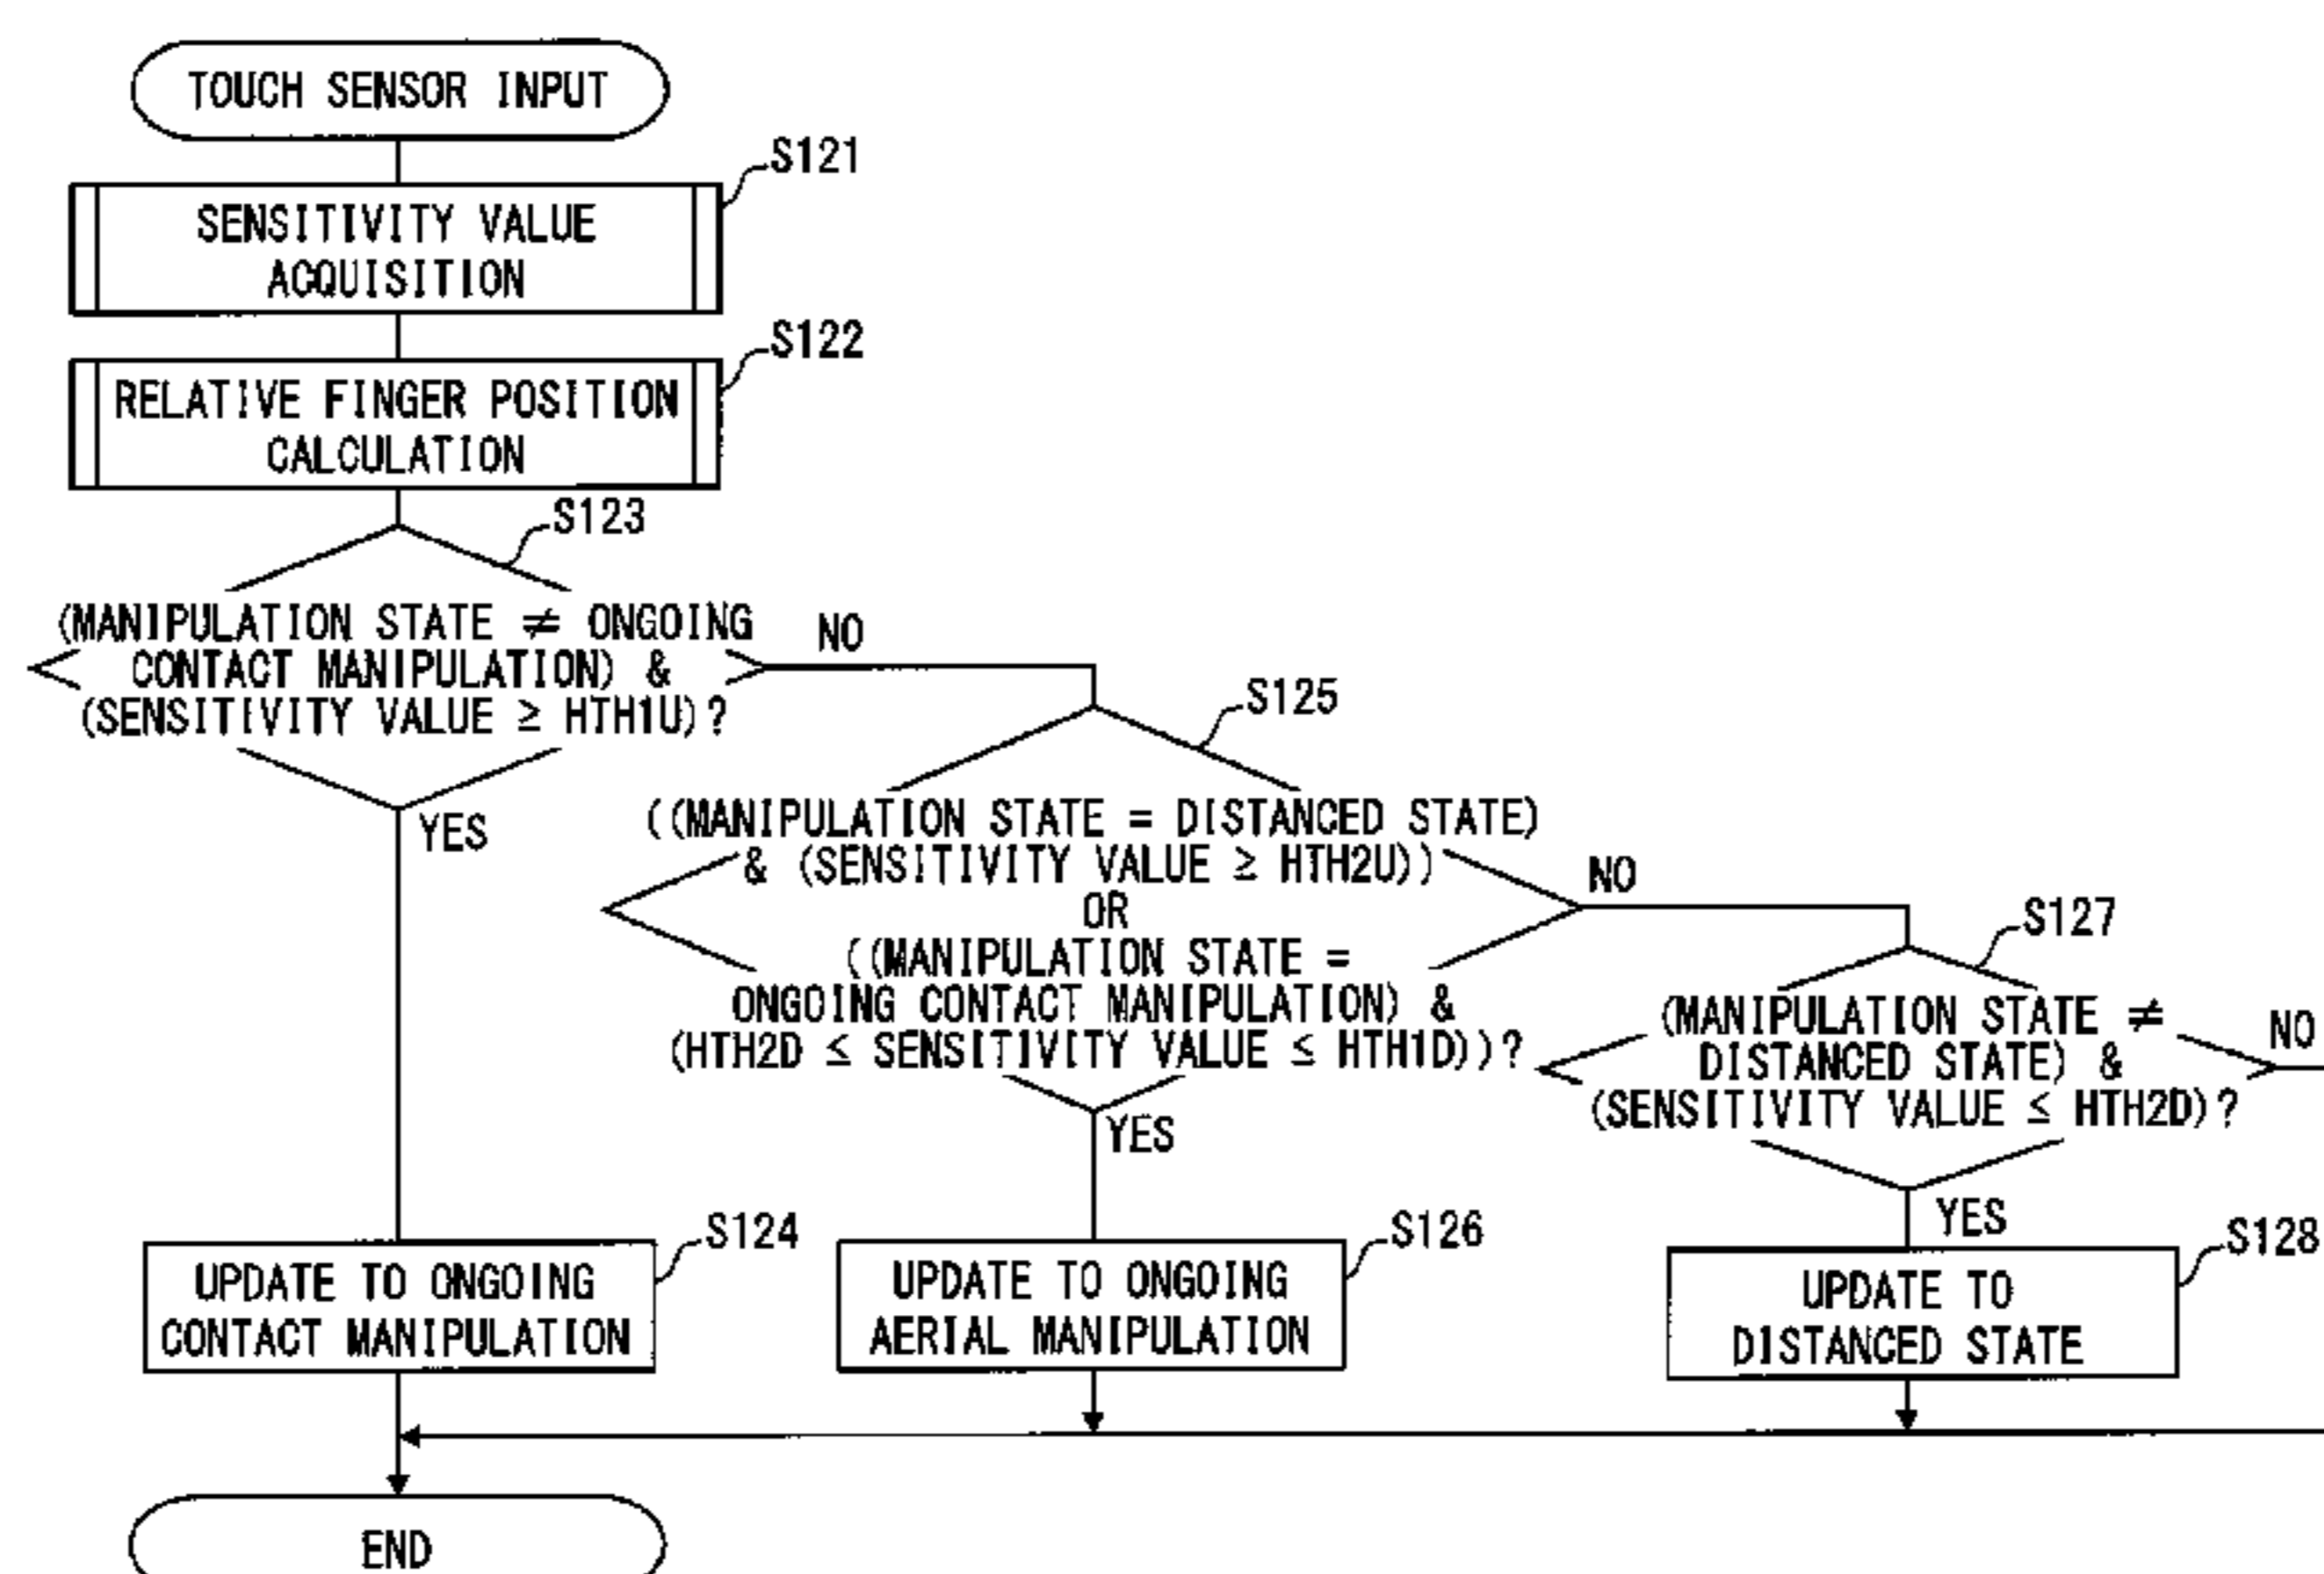 TOUCH SENSOR INPUT
S121
SENSITIVITY VALUE
ACQUISITION
S122
RELATIVE FINGER POSITION
CALCULATION
S123
(MANIPULATION STATE ≠ ONGOING
CONTACT MANIPULATION) &
(SENSITIVITY VALUE ≥ HTH1U)?
NO
YES
S125
((MANIPULATION STATE = DISTANCED STATE)
& (SENSITIVITY VALUE ≥ HTH2U))
OR
((MANIPULATION STATE =
ONGOING CONTACT MANIPULATION) &
(HTH2D ≤ SENSITIVITY VALUE ≤ HTH1D))?
NO
YES
S127
(MANIPULATION STATE ≠
DISTANCED STATE) &
(SENSITIVITY VALUE ≤ HTH2D)?
NO
YES
S124
UPDATE TO ONGOING
CONTACT MANIPULATION
S126
UPDATE TO ONGOING
AERIAL MANIPULATION
S128
UPDATE TO
DISTANCED STATE
END